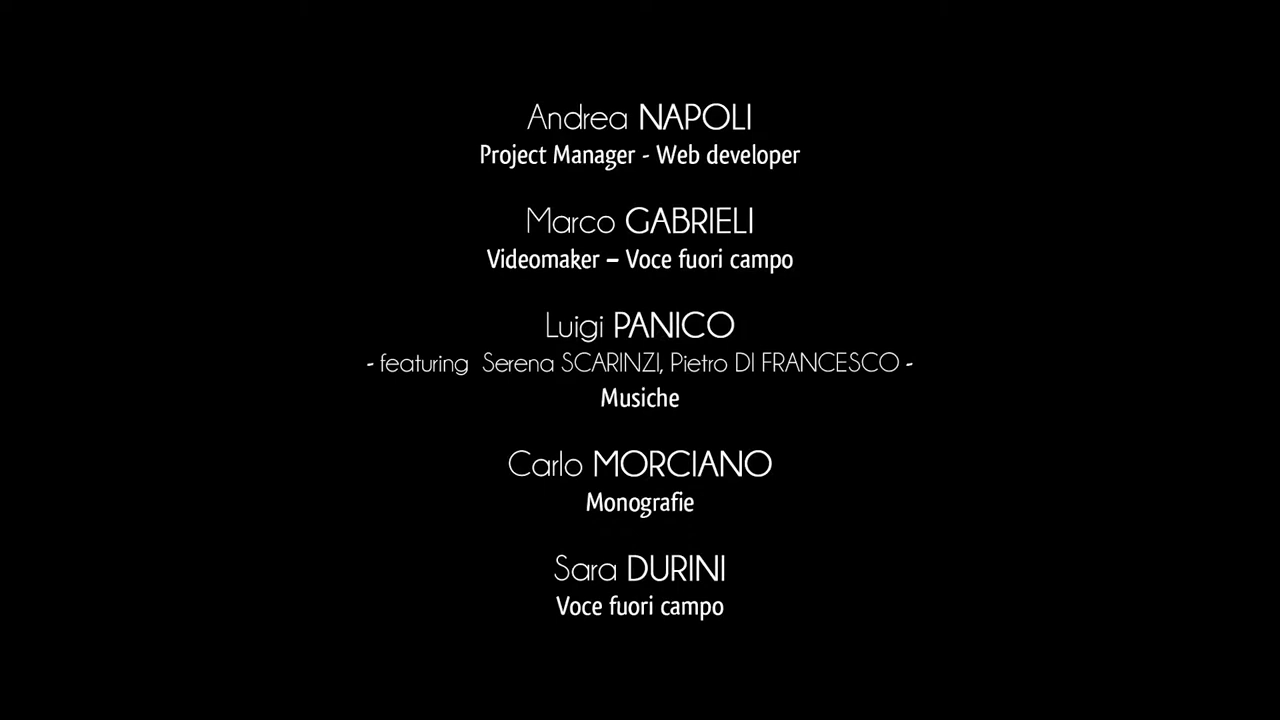 Andrea NAPOLI
Project Manager - Web developer
Marco GABRIELI
Videomaker – Voce fuori campo
Luigi PANICO
- featuring Serena SCARINZI, Pietro DI FRANCESCO -
Musiche
Carlo MORCIANO
Monografie
Sara DURINI
Voce fuori campo